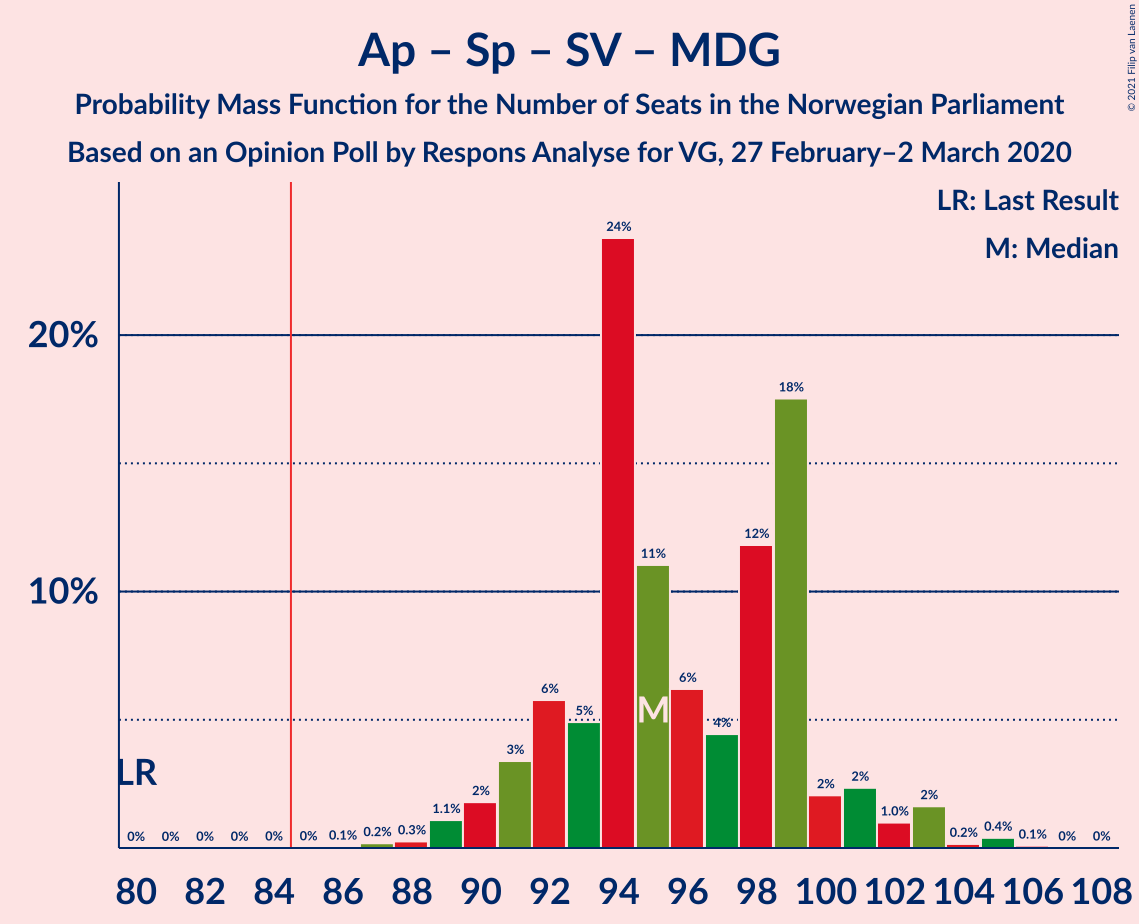 Ap – Sp – SV – MDG
Probability Mass Function for the Number of Seats in the Norwegian Parliament
Based on an Opinion Poll by Respons Analyse for VG, 27 February–2 March 2020
© 2021 Filip van Laenen
LR: Last Result
M: Median
20%
10%
LR
M
0% 0% 0% 0% 0% 0% 0.1% 0.2% 0.3% 1.1% 2% 3% 6% 5% 24% 11% 6% 4% 12% 18% 2% 2% 1.0% 2% 0.2% 0.4% 0.1% 0% 0%
80 82 84 86 88 90 92 94 96 98 100 102 104 106 108